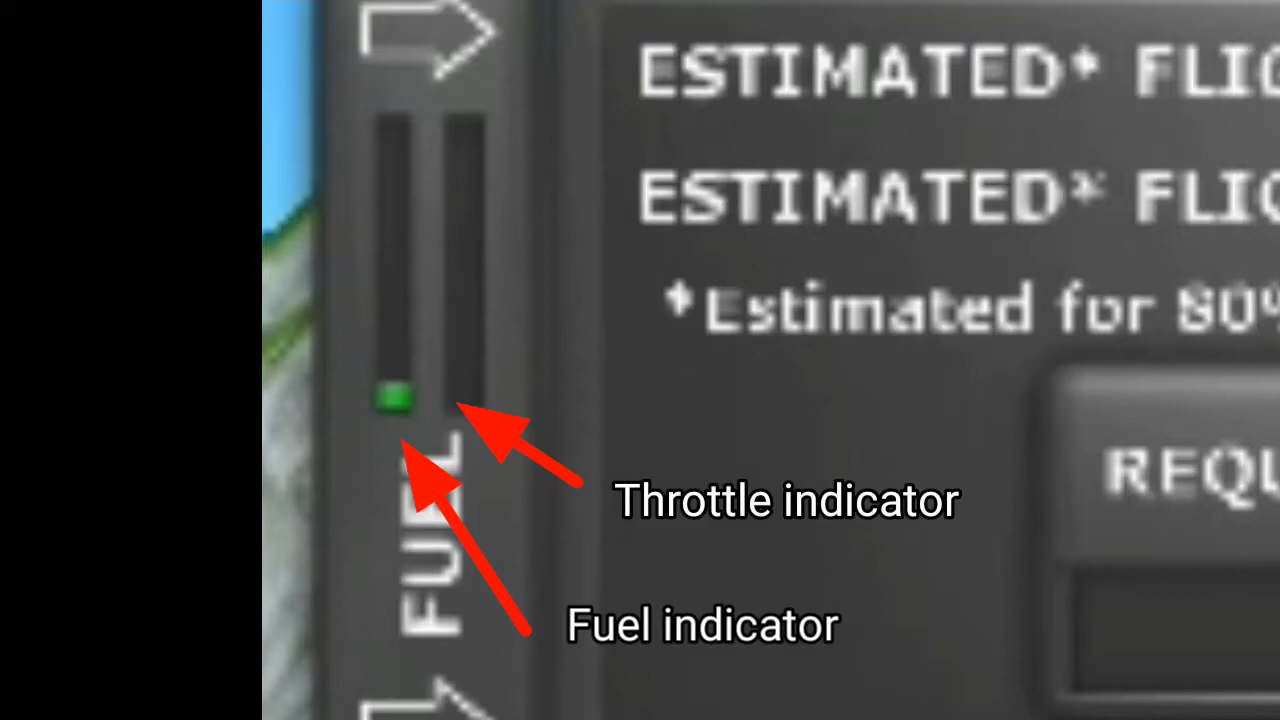 ESTIMATED* FLIG
ESTIMATED* FLIG
*Estimated for 80%
REQU
Throttle indicator
FUEL
Fuel indicator